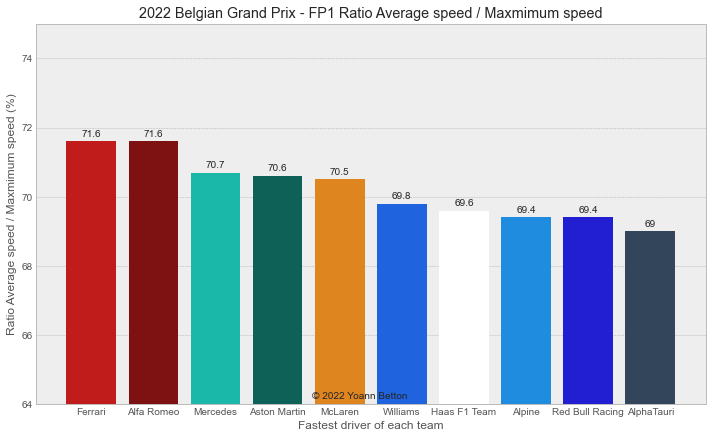 2022 Belgian Grand Prix - FP1 Ratio Average speed / Maxmimum speed
Ratio Average speed / Maxmimum speed (%)
74
72
70
68
66
64
71.6
71.6
70.7
70.6
70.5
69.8
69.6
69.4
69.4
69
© 2022 Yoann Betton
Ferrari
Alfa Romeo
Mercedes
Aston Martin
McLaren
Williams
Haas F1 Team
Alpine
Red Bull Racing
AlphaTauri
Fastest driver of each team